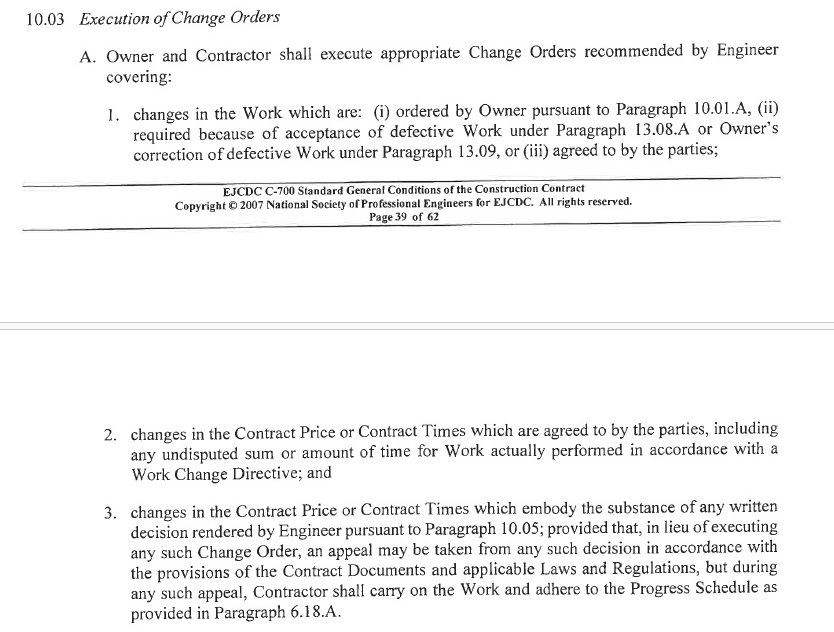 10.03 Execution of Change Orders
A. Owner and Contractor shall execute appropriate Change Orders recommended by Engineer
covering:
1. changes in the Work which are: (i) ordered by Owner pursuant to Paragraph 10.01.A, (ii)
required because of acceptance of defective Work under Paragraph 13.08.A or Owner's
correction of defective Work under Paragraph 13.09, or (iii) agreed to by the parties;
EJCDC C-700 Standard General Conditions of the Construction Contract
Copyright © 2007 National Society of Professional Engineers for EJCDC. All rights reserved.
Page 39 of 62
2. changes in the Contract Price or Contract Times which are agreed to by the parties, including
any undisputed sum or amount of time for Work actually performed in accordance with a
Work Change Directive; and
3. changes in the Contract Price or Contract Times which embody the substance of any written
decision rendered by Engineer pursuant to Paragraph 10.05; provided that, in lieu of executing
any such Change Order, an appeal may be taken from any such decision in accordance with
the provisions of the Contract Documents and applicable Laws and Regulations, but during
any such appeal, Contractor shall carry on the Work and adhere to the Progress Schedule as
provided in Paragraph 6.18.A.